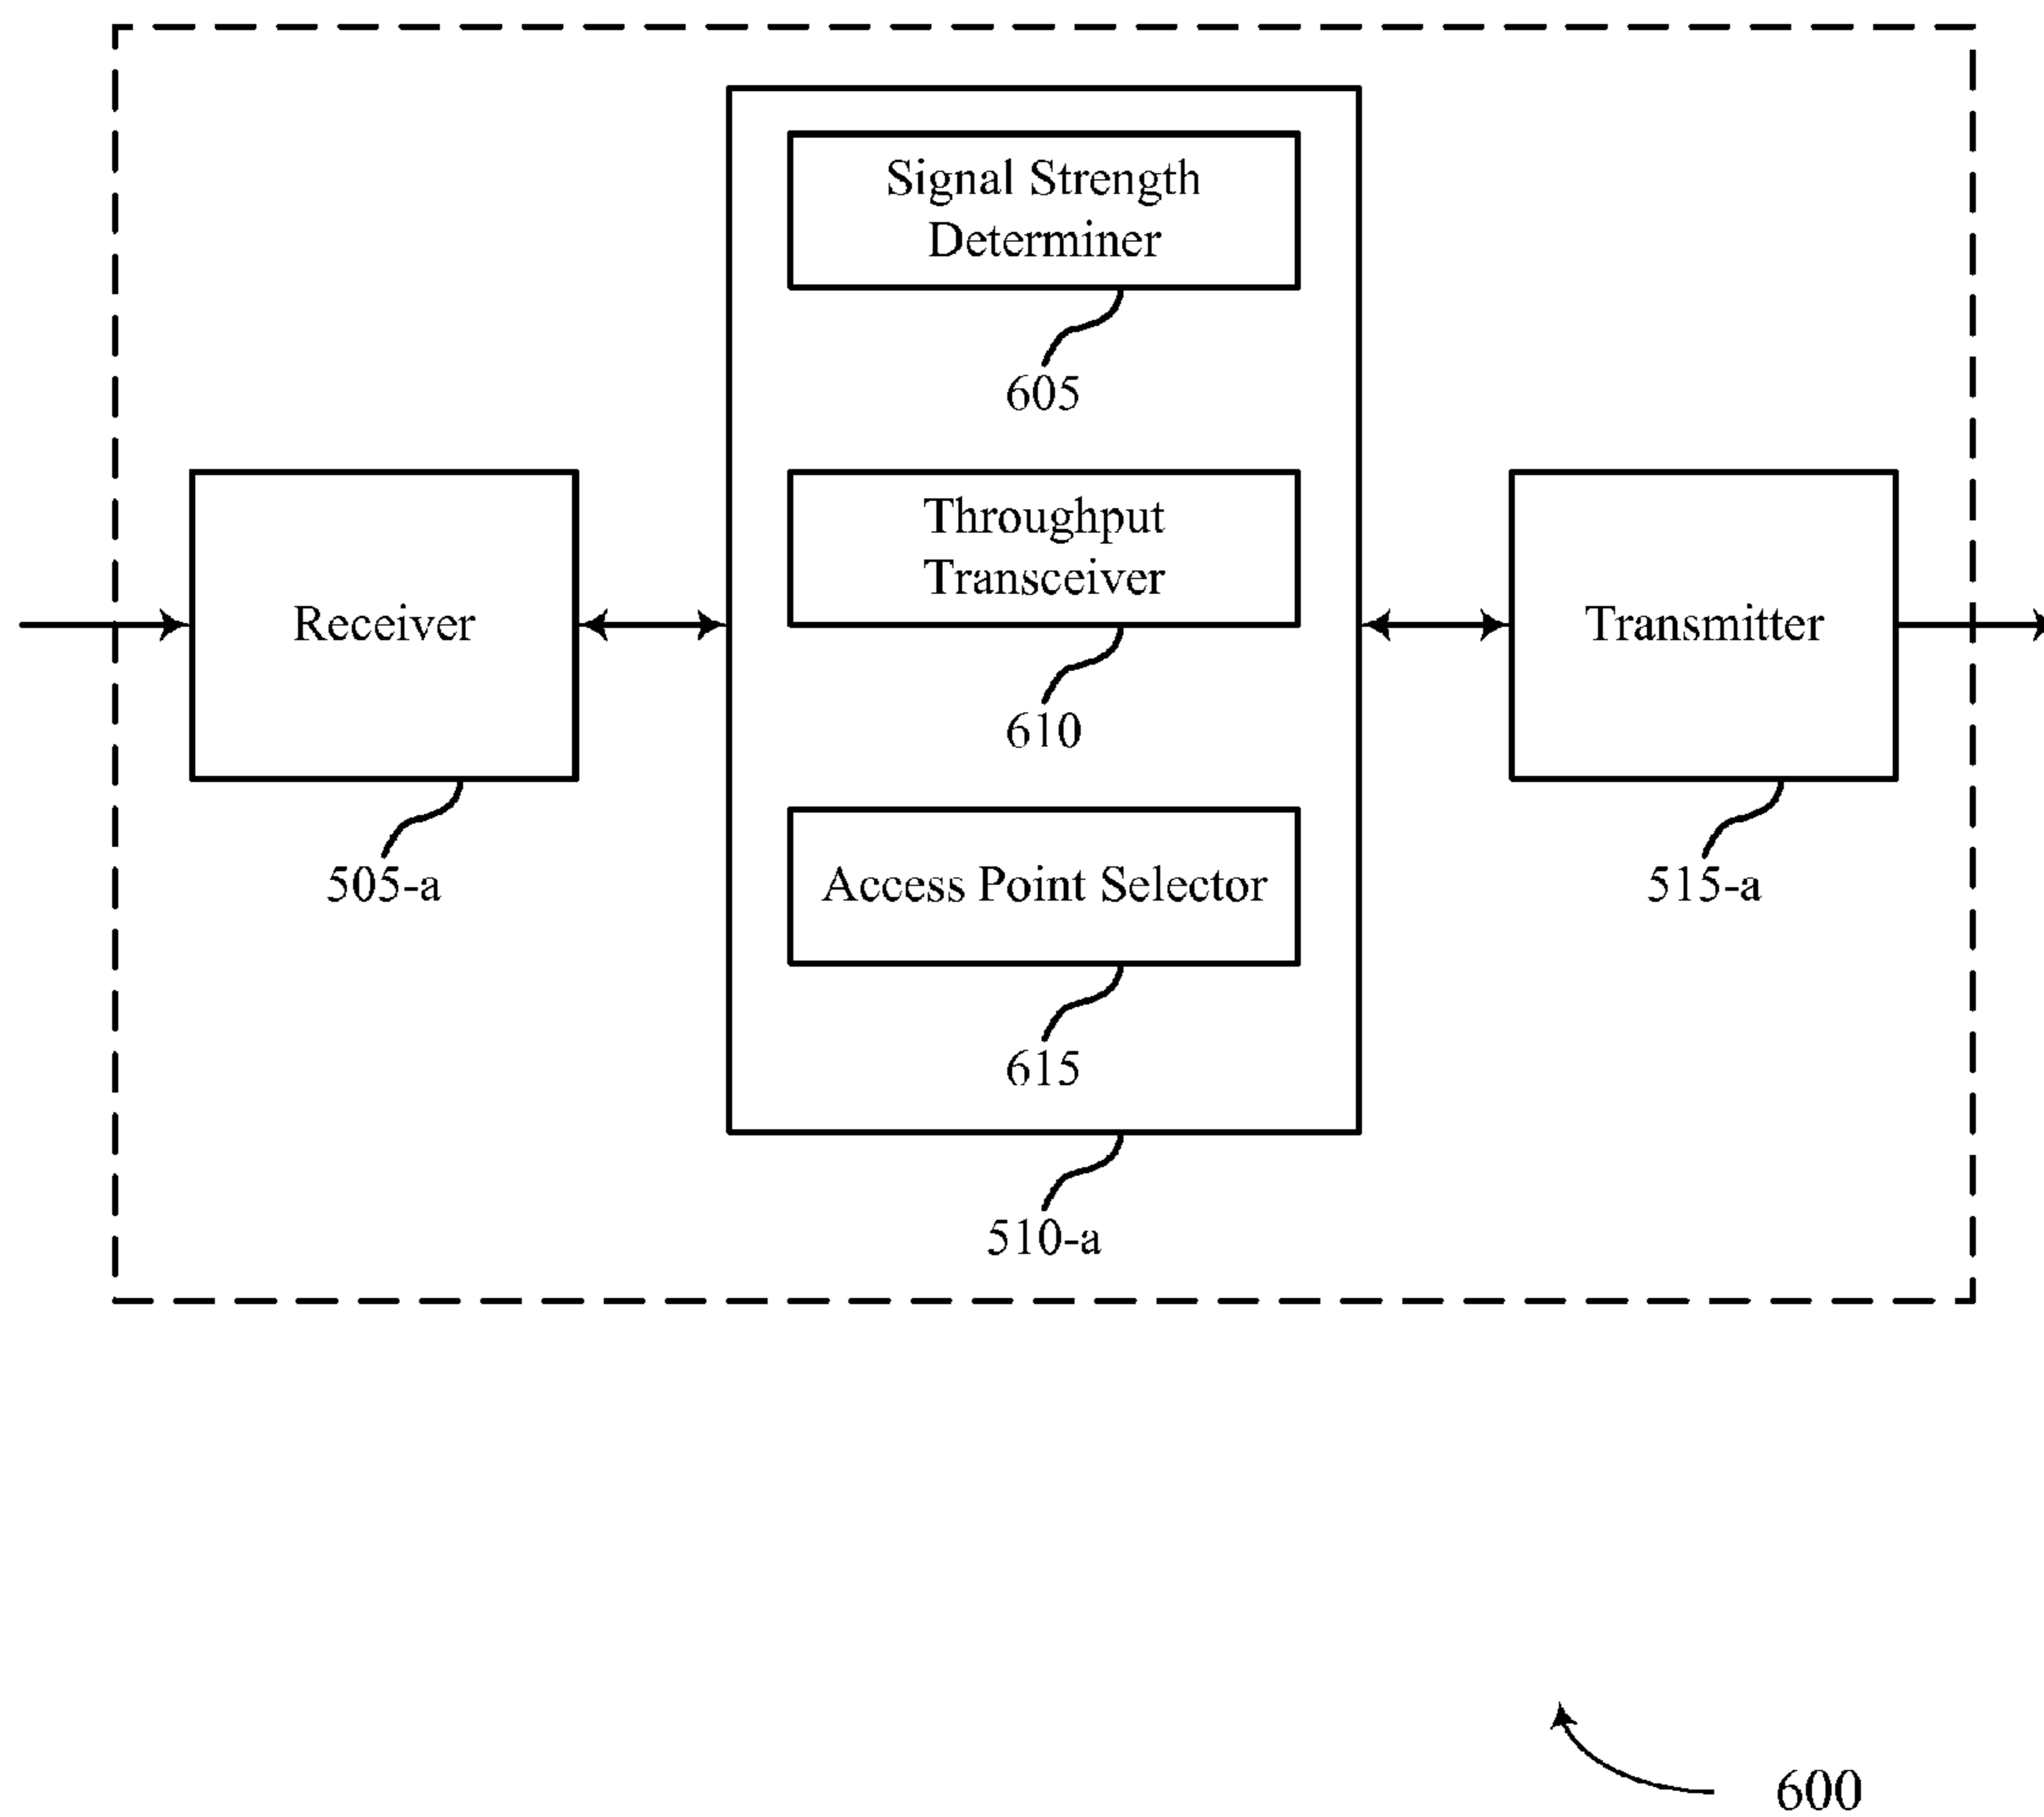 Signal Strength
Determiner
605
Throughput
Transceiver
610
Receiver
Transmitter
Access Point Selector
505-a
515-a
615
510-a
600